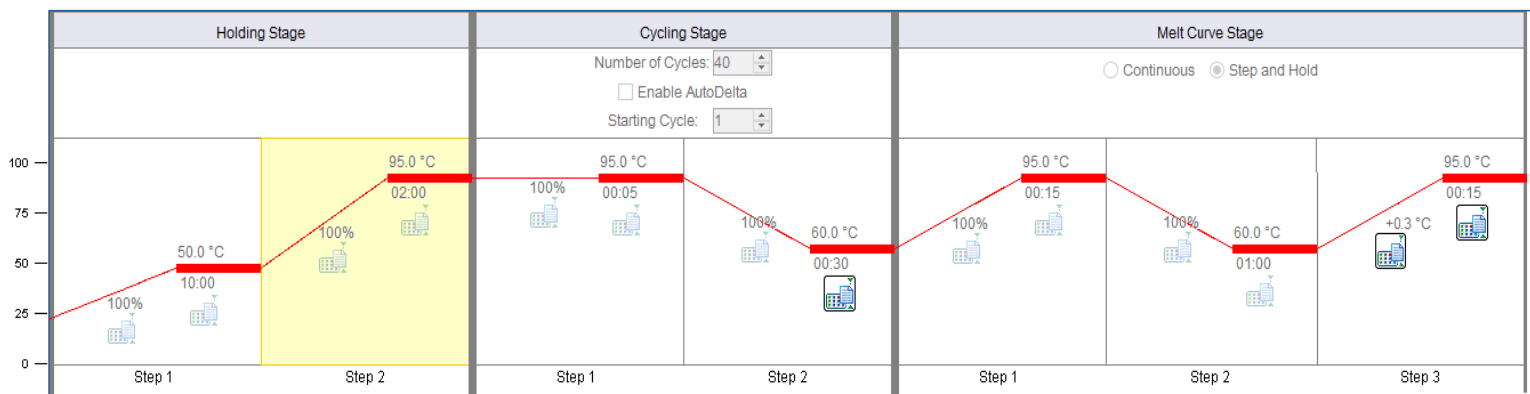 Holding Stage
Cycling Stage
Melt Curve Stage
Number of Cycles: 40
Enable AutoDelta
Starting Cycle: 1
Continuous
Step and Hold
100
75
50
25
0
100%
50.0 °C
10:00
100%
95.0 °C
02:00
100%
95.0 °C
00:05
100%
60.0 °C
00:30
100%
95.0 °C
00:15
100%
60.0 °C
01:00
+0.3 °C
95.0 °C
00:15
Step 1
Step 2
Step 1
Step 2
Step 1
Step 2
Step 3